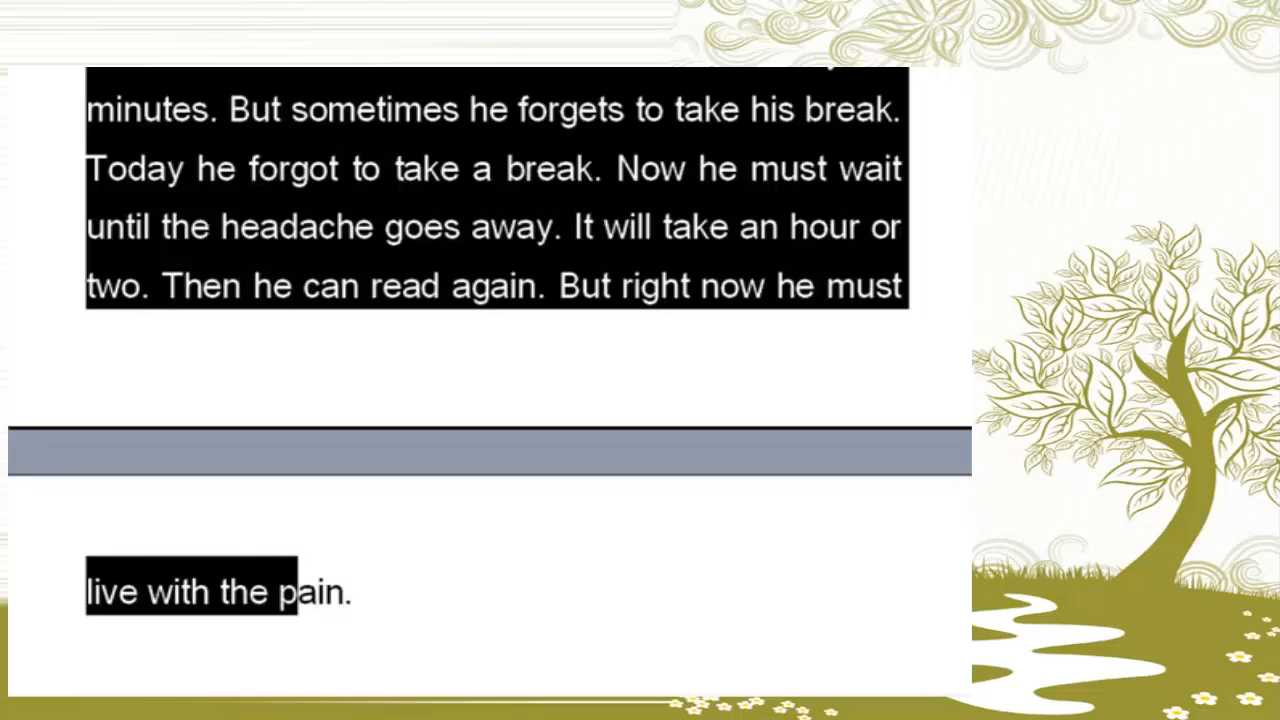 minutes. But sometimes he forgets to take his break.
Today he forgot to take a break. Now he must wait
until the headache goes away. It will take an hour or
two. Then he can read again. But right now he must
live with the pain.